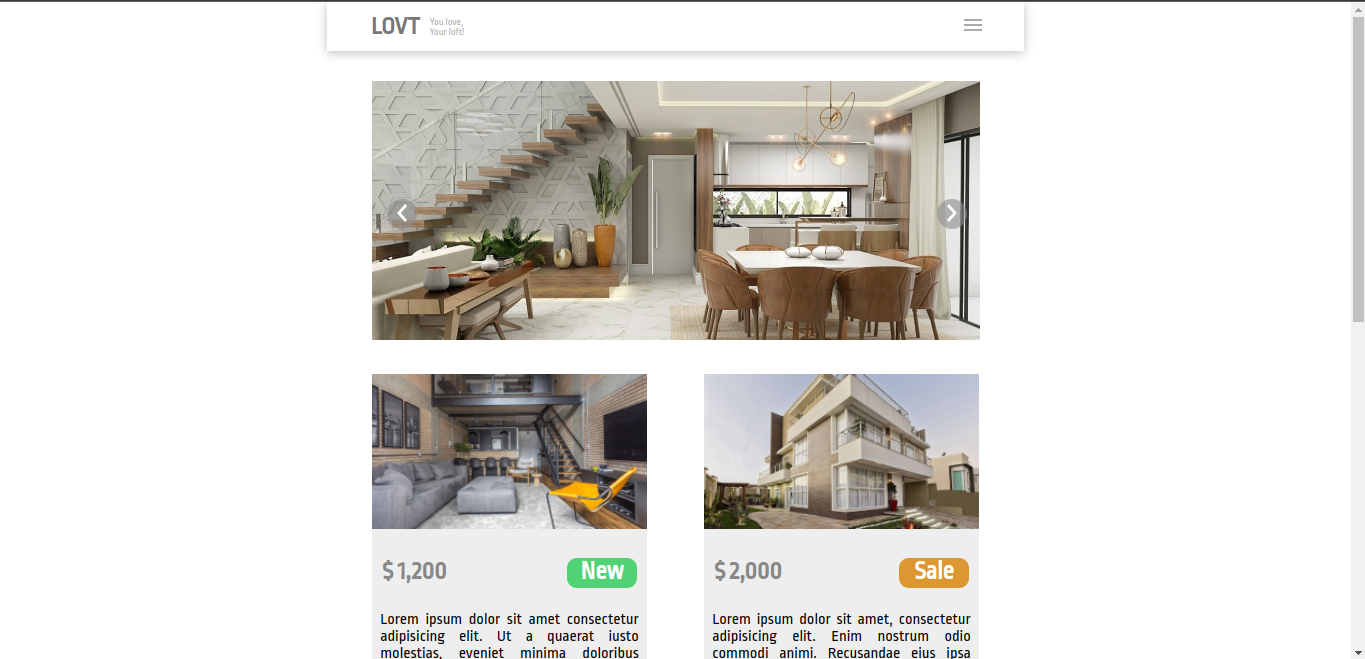 LOVT
You love,
Your loft!
$ 1,200
New
Lorem ipsum dolor sit amet consectetur
adipisicing elit. Ut a quaerat iusto
molestias, eveniet minima doloribus
$ 2,000
Sale
Lorem ipsum dolor sit amet, consectetur
adipisicing elit. Enim nostrum odio
commodi animi. Recusandae eius ipsa